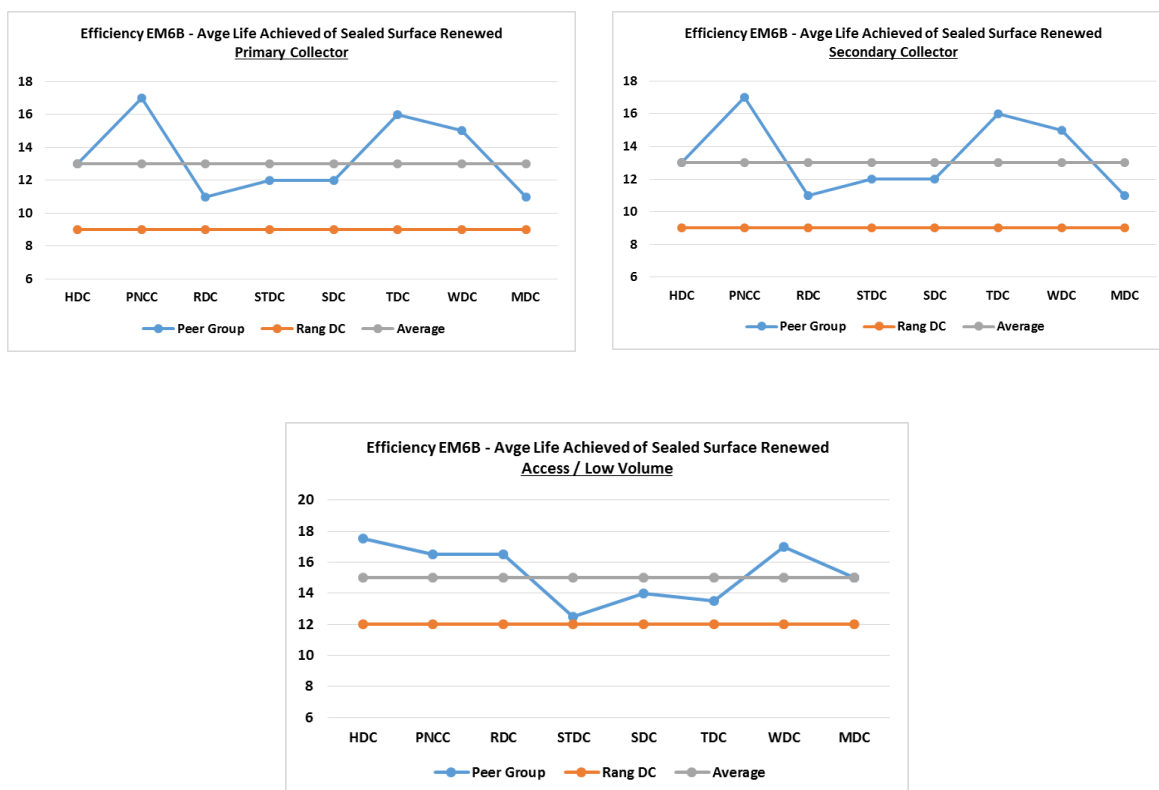 Efficiency EM6B - Avge Life Achieved of Sealed Surface Renewed
Primary Collector
18
16
14
12
10
8
6
HDC PNCC RDC STDC SDC TDC WDC MDC
Peer Group Rang DC Average
Efficiency EM6B - Avge Life Achieved of Sealed Surface Renewed
Secondary Collector
18
16
14
12
10
8
6
HDC PNCC RDC STDC SDC TDC WDC MDC
Peer Group Rang DC Average
Efficiency EM6B - Avge Life Achieved of Sealed Surface Renewed
Access / Low Volume
20
18
16
14
12
10
8
6
HDC PNCC RDC STDC SDC TDC WDC MDC
Peer Group Rang DC Average